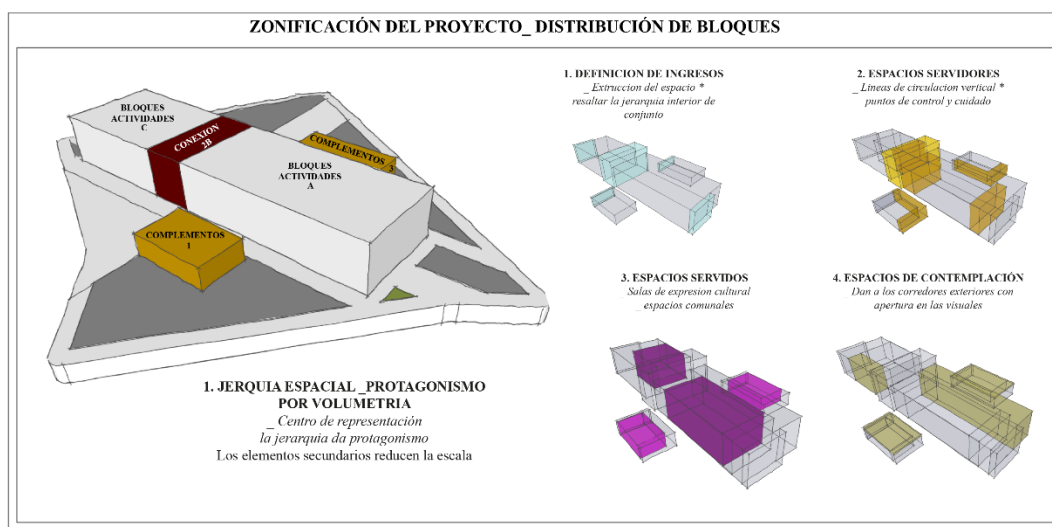 ZONIFICACIÓN DEL PROYECTO_ DISTRIBUCIÓN DE BLOQUES
BLOQUES
ACTIVIDADES
C
CONEXION
2B
COMPLEMENTOS
3
BLOQUES
ACTIVIDADES
A
COMPLEMENTOS
1
1. JERQUIA ESPACIAL _PROTAGONISMO
POR VOLUMETRIA
_ Centro de representación
la jerarquia da protagonismo
Los elementos secundarios reducen la escala
1. DEFINICION DE INGRESOS
_ Extruccion del espacio *
resaltar la jerarquia interior de
conjunto
2. ESPACIOS SERVIDORES
_ Líneas de circulacion vertical *
puntos de control y cuidado
3. ESPACIOS SERVIDOS
_ Salas de expresion cultural
_ espacios comunales
4. ESPACIOS DE CONTEMPLACIÓN
_ Dan a los corredores exteriores con
apertura en las visuales